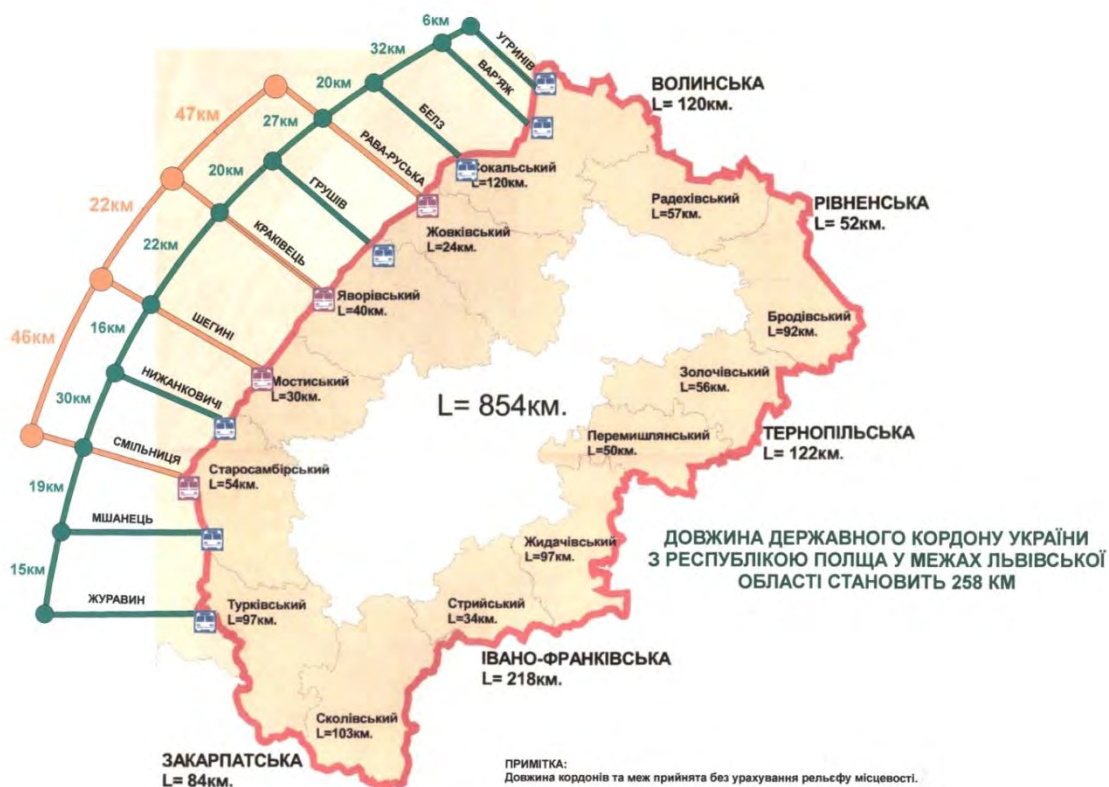 6км
32км
20км
27км
20км
22км
16км
30км
19км
15км
47км
22км
46км
УГРИНІВ
ВАР'ЯЖ
БЕЛЗ
РАВА-РУСЬКА
ГРУШІВ
КРАКІВЕЦЬ
ШЕГИНІ
НИЖАНКОВИЧІ
СМІЛЬНИЦЯ
МШАНЕЦЬ
ЖУРАВИН
ВОЛИНСЬКА
L= 120км.
РІВНЕНСЬКА
L= 52км.
ТЕРНОПІЛЬСЬКА
L= 122км.
ІВАНО-ФРАНКІВСЬКА
L= 218км.
ЗАКАРПАТСЬКА
L= 84км.
Сокальський
L=120км.
Радехівський
L=57км.
Жовківський
L=24км.
Яворівський
L=40км.
Бродівський
L=92км.
Золочівський
L=56км.
Мостиський
L=30км.
L= 854км.
Перемишлянський
L=50км.
Старосамбірський
L=54км.
Жидачівський
L=97км.
Турківський
L=97км.
Стрийський
L=34км.
Сколівський
L=103км.
ДОВЖИНА ДЕРЖАВНОГО КОРДОНУ УКРАЇНИ
З РЕСПУБЛІКОЮ ПОЛЩА У МЕЖАХ ЛЬВІВСЬКОЇ
ОБЛАСТІ СТАНОВИТЬ 258 КМ
ПРИМІТКА:
Довжина кордонів та меж прийнята без урахування рельєфу місцевості.